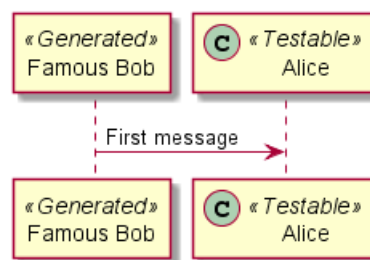 «Generated» C «Testable»
Famous Bob Alice
First message
«Generated» C «Testable»
Famous Bob Alice